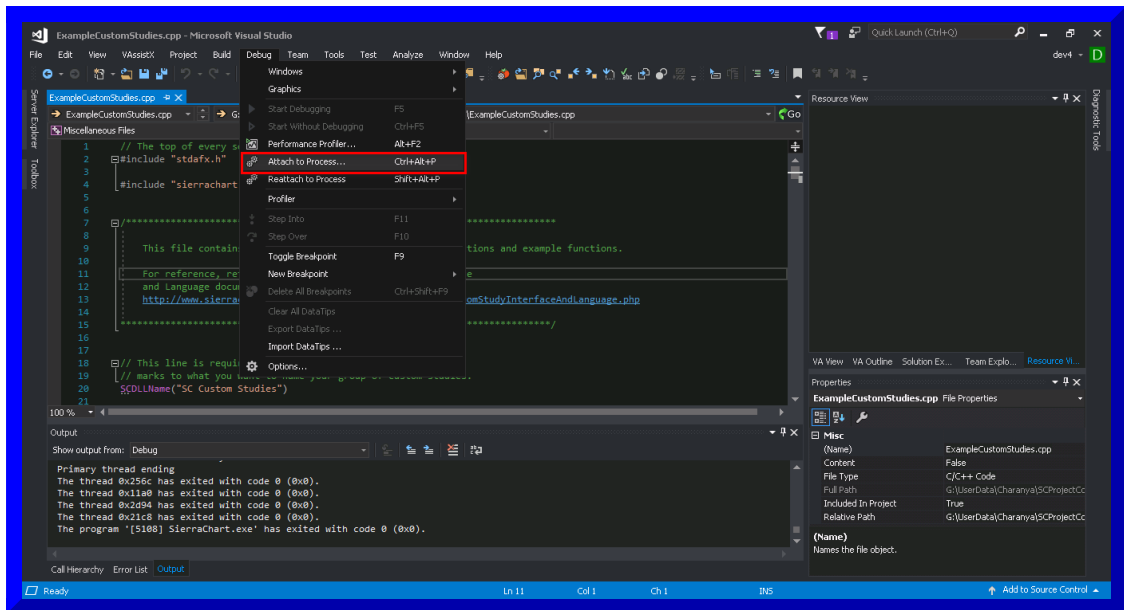 ExampleCustomStudies.cpp - Microsoft Visual Studio
1
Quick Launch (Ctrl+Q)
File Edit View VAssistX Project Build Debug Team Tools Test Analyze Window Help
dev4
D
Server Explorer
Toolbox
ExampleCustomStudies.cpp
ExampleCustomStudies.cpp
\ExampleCustomStudies.cpp
Go
Miscellaneous Files
Windows
Graphics
Start Debugging F5
Start Without Debugging Ctrl+F5
Performance Profiler... Alt+F2
Attach to Process... Ctrl+Alt+P
Reattach to Process Shift+Alt+P
Profiler
Step Into F11
Step Over F10
Toggle Breakpoint F9
New Breakpoint
Delete All Breakpoints Ctrl+Shift+F9
Clear All DataTips
Export DataTips ...
Import DataTips ...
Options...
1 // The top of every s
2 #include "stdafx.h"
3
4 #include "sierrachart
5
6
7 /****************************************************************
8
9 This file contain tions and example functions.
10
11 For reference, re e
12 and Language docu
13 http://www.sierra omStudyInterfaceAndLanguage.php
14
15 ****************************************************************/
16
17
18 // This line is requi
19 // marks to what you want to name your group of custom studies.
20 SCDLLName("SC Custom Studies")
21
100 %
Output
Show output from: Debug
Primary thread ending
The thread 0x256c has exited with code 0 (0x0).
The thread 0x11a0 has exited with code 0 (0x0).
The thread 0x2d94 has exited with code 0 (0x0).
The thread 0x21c8 has exited with code 0 (0x0).
The program '[5108] SierraChart.exe' has exited with code 0 (0x0).
Call Hierarchy Error List Output
Resource View
Diagnostic Tools
VA View VA Outline Solution Ex... Team Explo... Resource Vi...
Properties
ExampleCustomStudies.cpp File Properties
Misc
(Name) ExampleCustomStudies.cpp
Content False
File Type C/C++ Code
Full Path G:\UserData\Charanya\SCProjectCc
Included In Project True
Relative Path G:\UserData\Charanya\SCProjectCc
(Name)
Names the file object.
Ready
Ln 11 Col 1 Ch 1 INS
Add to Source Control